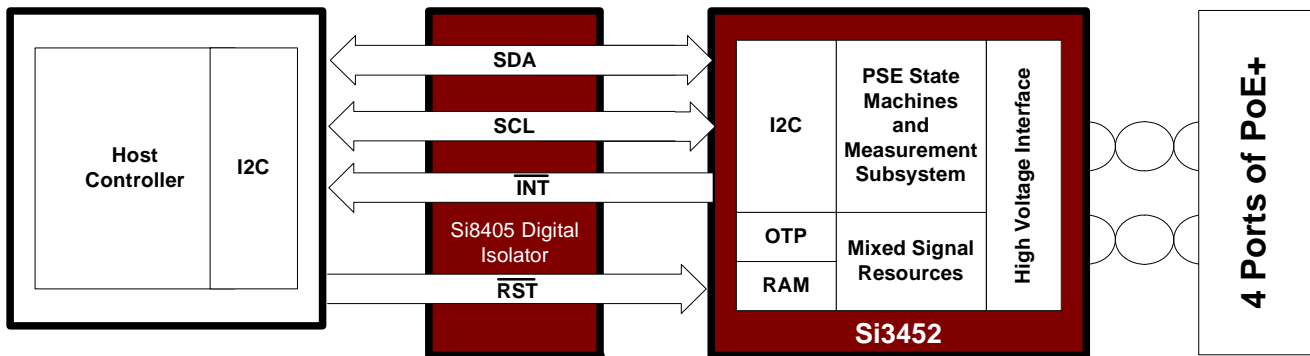 Host
Controller
I2C
SDA
SCL
INT
Si8405 Digital
Isolator
RST
I2C
PSE State
Machines
and
Measurement
Subsystem
OTP
RAM
Mixed Signal
Resources
High Voltage Interface
Si3452
4 Ports of PoE+